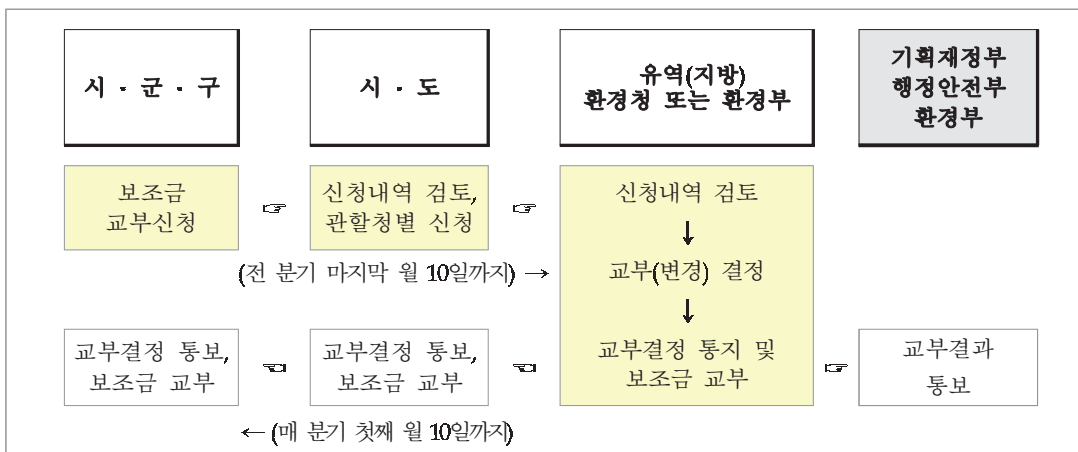 시 · 군 · 구
시 · 도
유역(지방)
환경청 또는 환경부
기획재정부
행정안전부
환경부
보조금
교부신청
☞
신청내역 검토,
관할청별 신청
☞
신청내역 검토
↓
(전 분기 마지막 월 10일까지) →
교부(변경) 결정
↓
교부결정 통보,
보조금 교부
☜
교부결정 통보,
보조금 교부
☜
교부결정 통지 및
보조금 교부
☞
교부결과
통보
← (매 분기 첫째 월 10일까지)